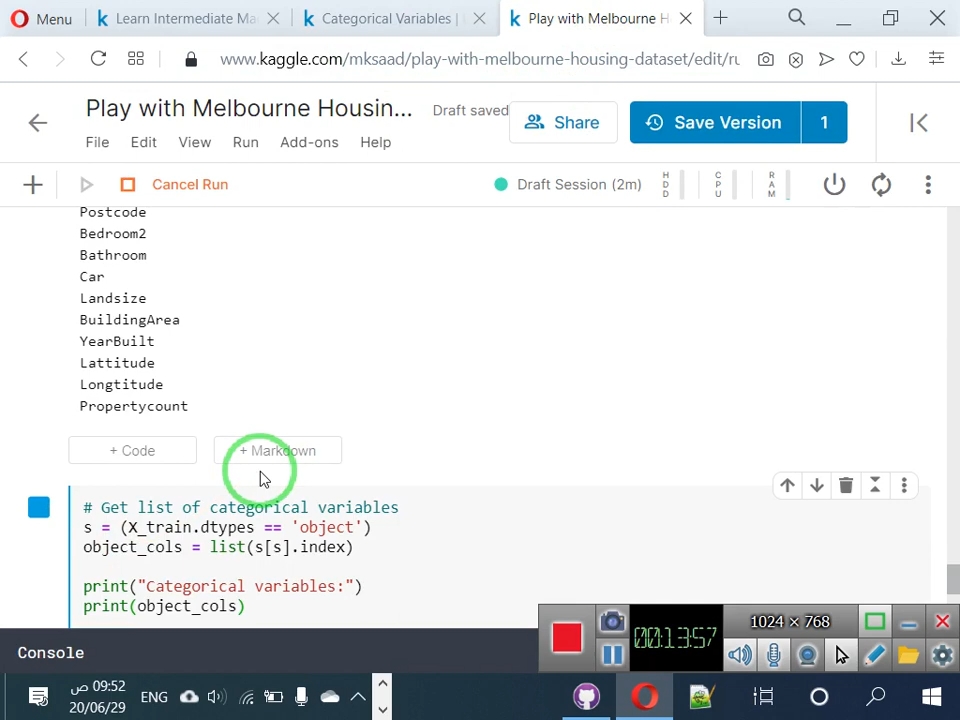 Menu
Learn Intermediate Ma
Categorical Variables |
Play with Melbourne H
www.kaggle.com/mksaad/play-with-melbourne-housing-dataset/edit/ru
Play with Melbourne Housin...
Draft saved
Share
Save Version
1
File Edit View Run Add-ons Help
Cancel Run
Draft Session (2m)
HDD
CPU
RAM
Postcode
Bedroom2
Bathroom
Car
Landsize
BuildingArea
YearBuilt
Lattitude
Longtitude
Propertycount
+ Code
+ Markdown
# Get list of categorical variables
s = (X_train.dtypes == 'object')
object_cols = list(s[s].index)
print("Categorical variables:")
print(object_cols)
1024 × 768
00:13:57
Console
09:52 ص
20/06/29
ENG